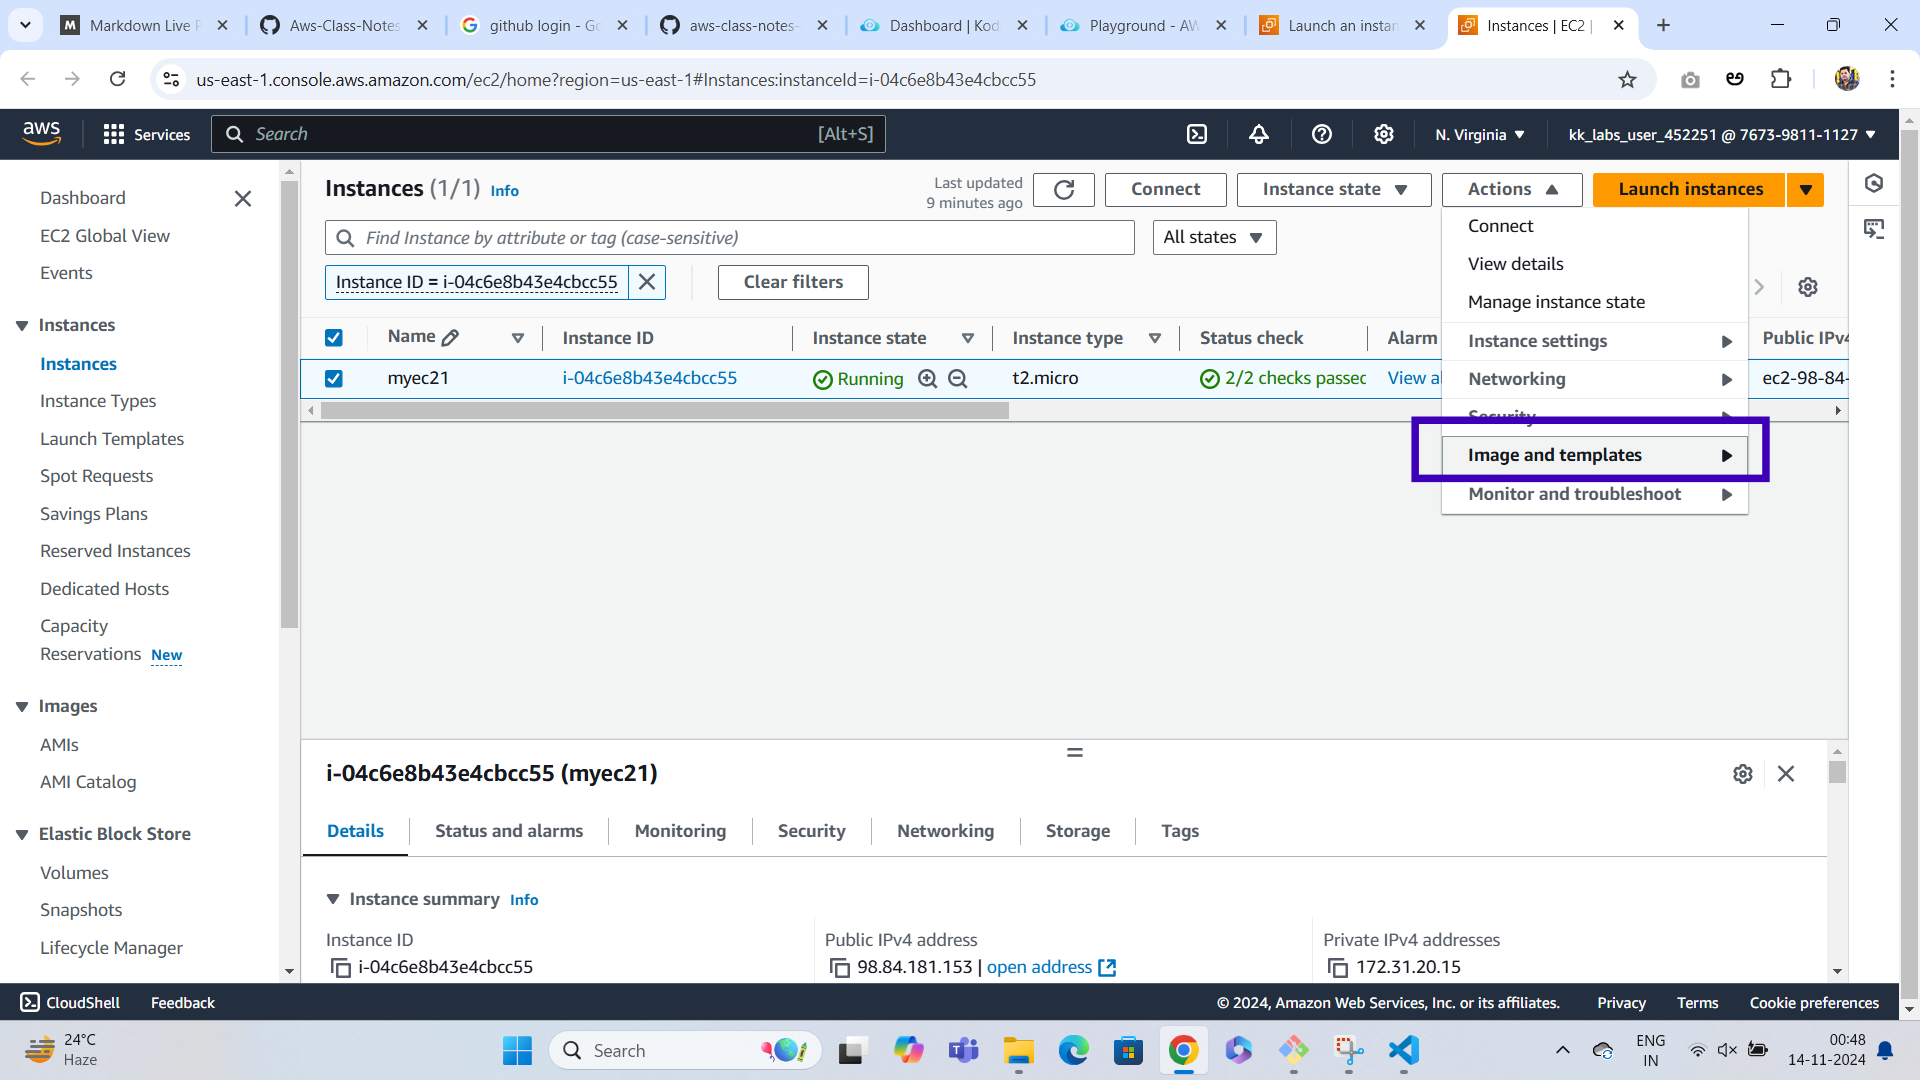 Markdown Live P
Aws-Class-Notes
github login - Go
aws-class-notes-
Dashboard | Kod
Playground - AW
Launch an instan
Instances | EC2 |
us-east-1.console.aws.amazon.com/ec2/home?region=us-east-1#Instances:instanceId=i-04c6e8b43e4cbcc55
aws
Services
Search
[Alt+S]
N. Virginia
kk_labs_user_452251 @ 7673-9811-1127
Dashboard
EC2 Global View
Events
Instances
Instances
Instance Types
Launch Templates
Spot Requests
Savings Plans
Reserved Instances
Dedicated Hosts
Capacity
Reservations New
Images
AMIs
AMI Catalog
Elastic Block Store
Volumes
Snapshots
Lifecycle Manager
Instances (1/1) Info
Last updated
9 minutes ago
Connect
Instance state
Actions
Launch instances
Find Instance by attribute or tag (case-sensitive)
All states
Instance ID = i-04c6e8b43e4cbcc55
Clear filters
Connect
View details
Manage instance state
Instance settings
Networking
Security
Image and templates
Monitor and troubleshoot
Name
Instance ID
Instance state
Instance type
Status check
Alarm
Public IPv4
myec21
i-04c6e8b43e4cbcc55
Running
t2.micro
2/2 checks passed
View al
ec2-98-84-
i-04c6e8b43e4cbcc55 (myec21)
Details
Status and alarms
Monitoring
Security
Networking
Storage
Tags
Instance summary Info
Instance ID
i-04c6e8b43e4cbcc55
Public IPv4 address
98.84.181.153 | open address
Private IPv4 addresses
172.31.20.15
CloudShell
Feedback
© 2024, Amazon Web Services, Inc. or its affiliates.
Privacy
Terms
Cookie preferences
24°C
Haze
Search
ENG
IN
00:48
14-11-2024